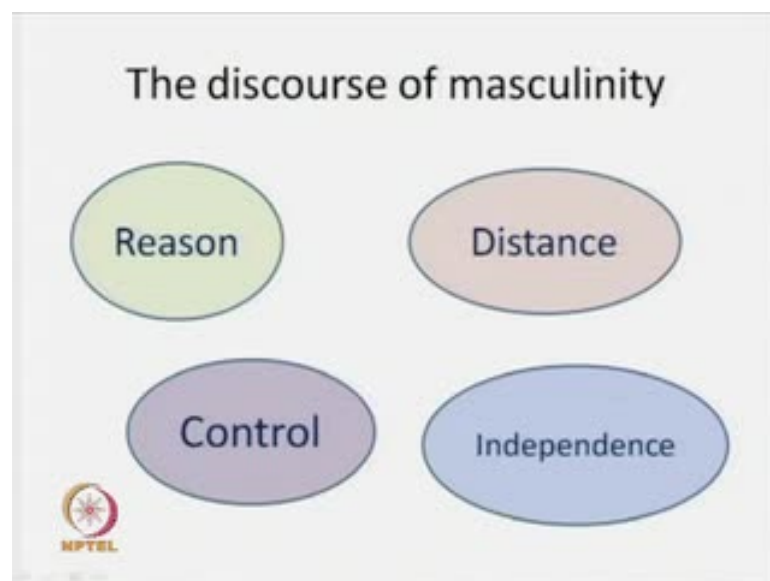 The discourse of masculinity
Reason
Distance
Control
Independence
NPTEL